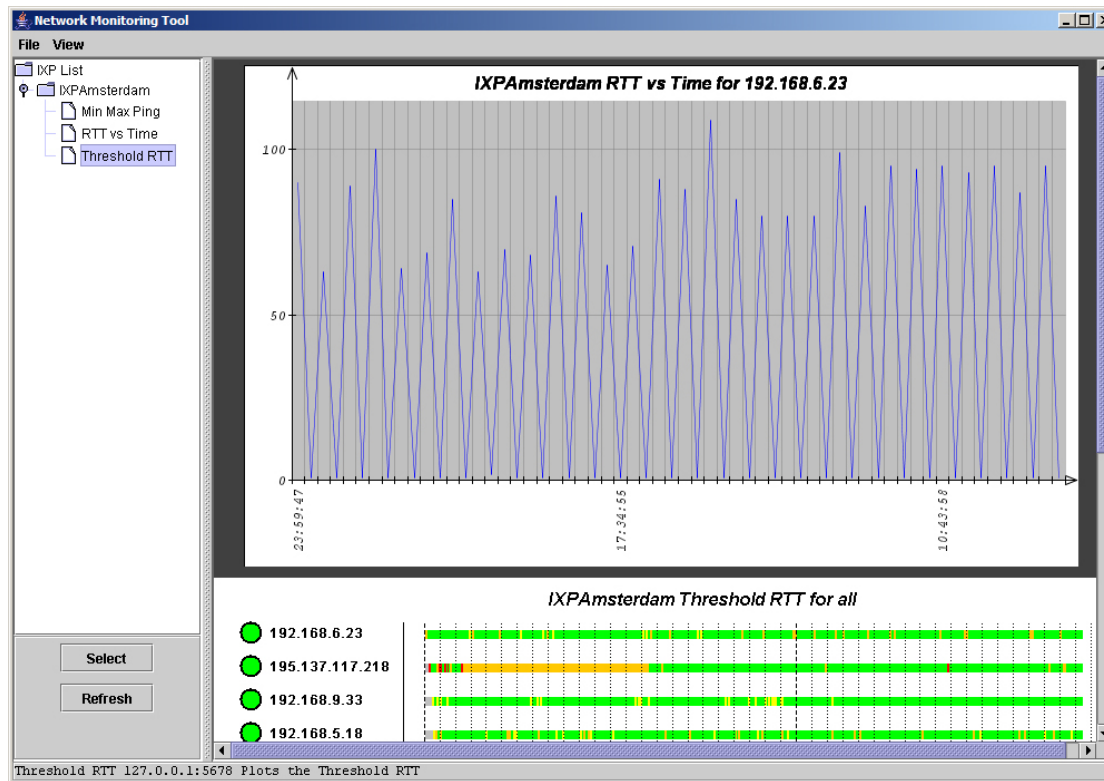 Network Monitoring Tool
File View
IXP List
IXPAmsterdam
Min Max Ping
RTT vs Time
Threshold RTT
Select
Refresh
IXPAmsterdam RTT vs Time for 192.168.6.23
100
50
0
23:59:47
17:34:55
10:43:58
IXPAmsterdam Threshold RTT for all
192.168.6.23
195.137.117.218
192.168.9.33
192.168.5.18
Threshold RTT 127.0.0.1:5678 Plots the Threshold RTT